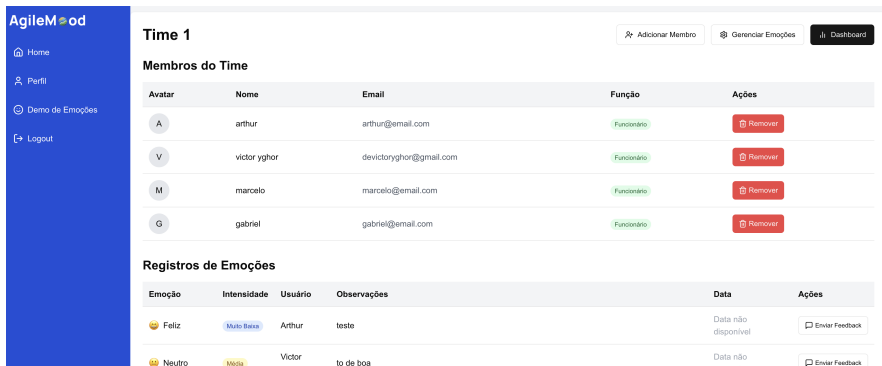 AgileMood
Home
Perfil
Demo de Emoções
Logout
Time 1
Adicionar Membro
Gerenciar Emoções
Dashboard
Membros do Time
Avatar Nome Email Função Ações
A arthur arthur@email.com Funcionário Remover
V victor yghor devictoryghor@gmail.com Funcionário Remover
M marcelo marcelo@email.com Funcionário Remover
G gabriel gabriel@email.com Funcionário Remover
Registros de Emoções
Emoção Intensidade Usuário Observações Data Ações
Feliz Muito Baixa Arthur teste Data não disponível Enviar Feedback
Neutro Média Victor to de boa Data não Enviar Feedback